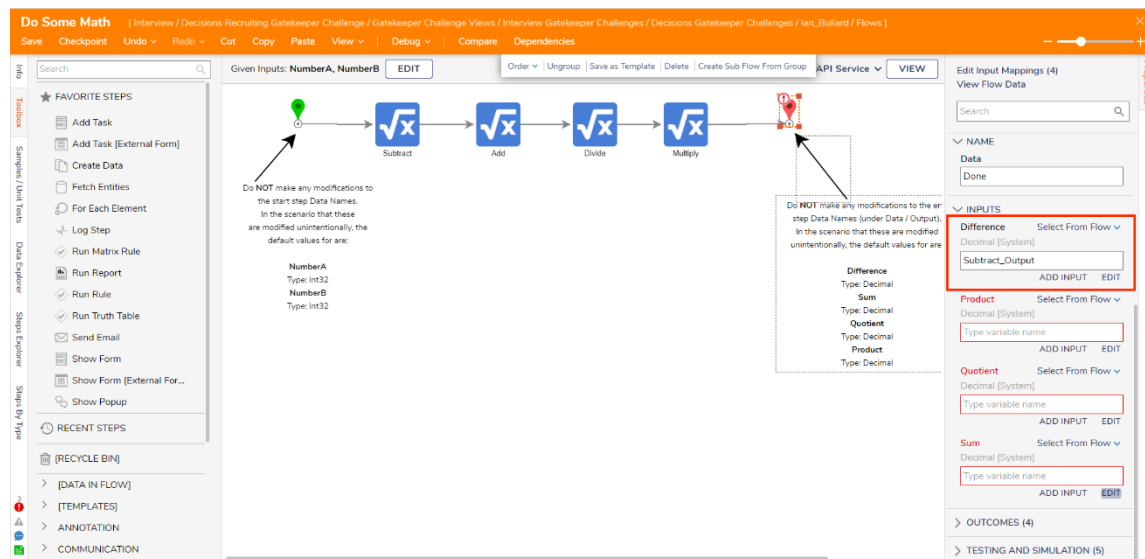 Do Some Math [ Interview / Decisions Recruiting Gatekeeper Challenge / Gatekeeper Challenge Views / Interview Gatekeeper Challenges / Decisions Gatekeeper Challenges / Ian_Bullard / Flows ]
Save Checkpoint Undo Redo Cut Copy Paste View Debug Compare Dependencies
Info
Toolbox
Samples / Unit Tests
Data Explorer
Steps Explorer
Steps By Type
3
Search
FAVORITE STEPS
Add Task
Add Task [External Form]
Create Data
Fetch Entities
For Each Element
Log Step
Run Matrix Rule
Run Report
Run Rule
Run Truth Table
Send Email
Show Form
Show Form [External For...
Show Popup
RECENT STEPS
[RECYCLE BIN]
[DATA IN FLOW]
[TEMPLATES]
ANNOTATION
COMMUNICATION
Given Inputs: NumberA, NumberB EDIT
Order Ungroup Save as Template Delete Create Sub Flow From Group
API Service VIEW
√x √x √x √x
Subtract Add Divide Multiply
Do NOT make any modifications to
the start step Data Names.
In the scenario that these
are modified unintentionally, the
default values for are:
NumberA
Type: Int32
NumberB
Type: Int32
Do NOT make any modifications to the er
step Data Names (under Data / Output).
In the scenario that these are modified
unintentionally, the default values for are
Difference
Type: Decimal
Sum
Type: Decimal
Quotient
Type: Decimal
Product
Type: Decimal
Edit Input Mappings (4)
View Flow Data
Search
NAME
Data
Done
INPUTS
Difference Select From Flow
Decimal [System]
Subtract_Output
ADD INPUT EDIT
Product Select From Flow
Decimal [System]
Type variable name
ADD INPUT EDIT
Quotient Select From Flow
Decimal [System]
Type variable name
ADD INPUT EDIT
Sum Select From Flow
Decimal [System]
Type variable name
ADD INPUT EDIT
OUTCOMES (4)
TESTING AND SIMULATION (5)